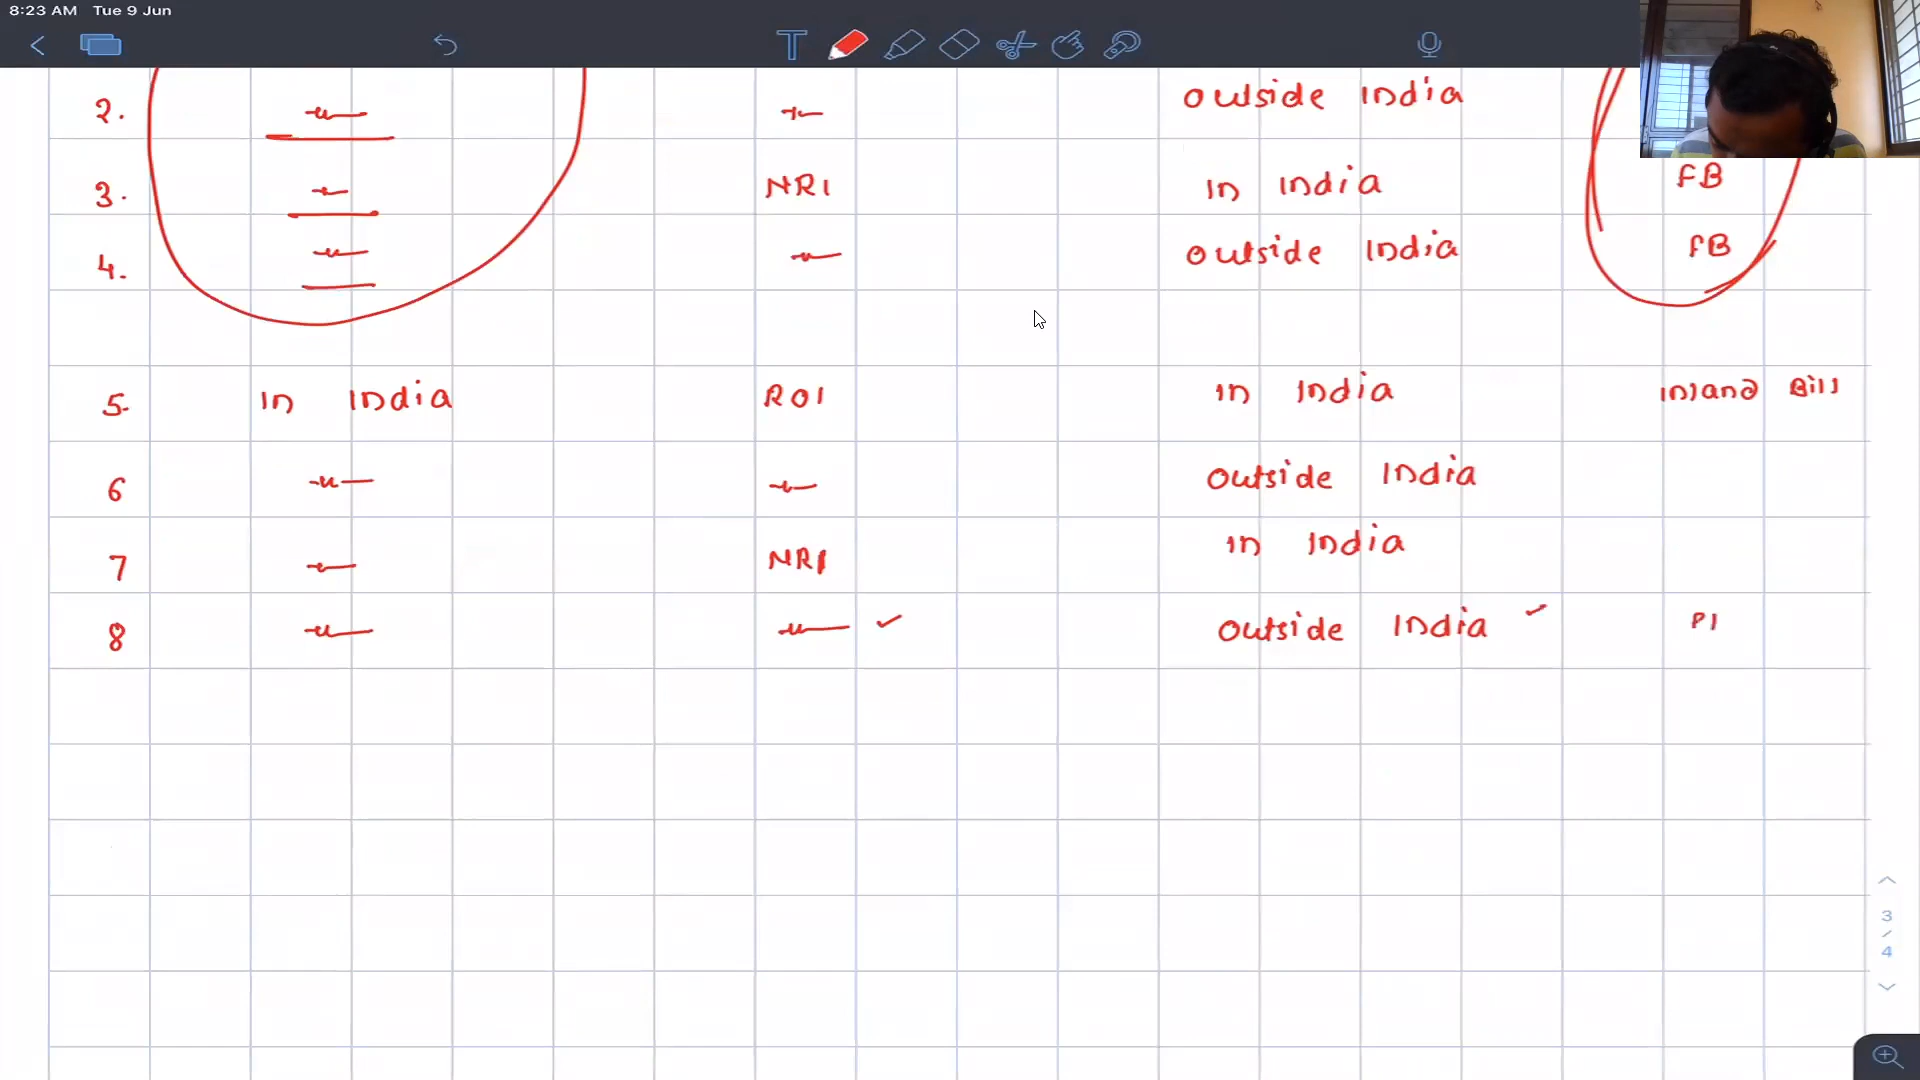 8:23 AM Tue 9 Jun
T
2. -"- -"- Outside India
3. -"- NRI In India FB
4. -"- -"- Outside India FB
5. In India ROI In India Inland Bill
6 -"- -"- Outside India
7 -"- NRI In India
8 -"- -"- Outside India
3
/
4